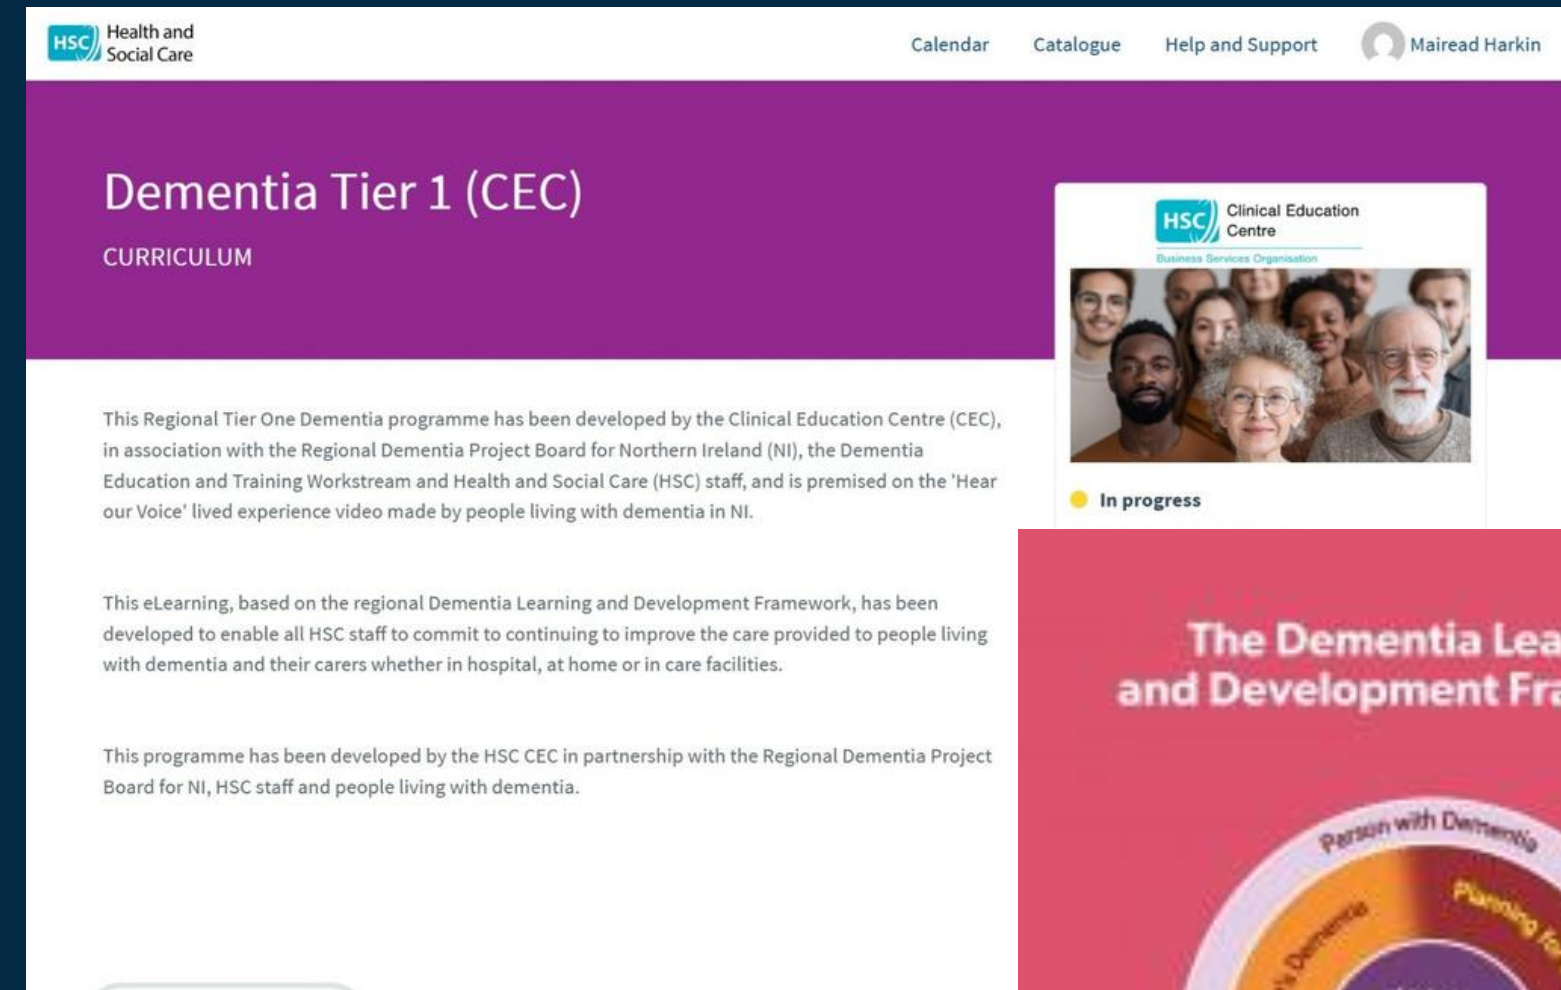 HSC
Health and
Social Care
Calendar
Catalogue
Help and Support
Mairead Harkin
Dementia Tier 1 (CEC)
CURRICULUM
HSC
Clinical Education
Centre
Business Services Organisation
This Regional Tier One Dementia programme has been developed by the Clinical Education Centre (CEC),
in association with the Regional Dementia Project Board for Northern Ireland (NI), the Dementia
Education and Training Workstream and Health and Social Care (HSC) staff, and is premised on the 'Hear
our Voice' lived experience video made by people living with dementia in NI.
In progress
This eLearning, based on the regional Dementia Learning and Development Framework, has been
developed to enable all HSC staff to commit to continuing to improve the care provided to people living
with dementia and their carers whether in hospital, at home or in care facilities.
This programme has been developed by the HSC CEC in partnership with the Regional Dementia Project
Board for NI, HSC staff and people living with dementia.
The Dementia Lea
and Development Fra
Person with Dementia
Planning fo
's Dementia